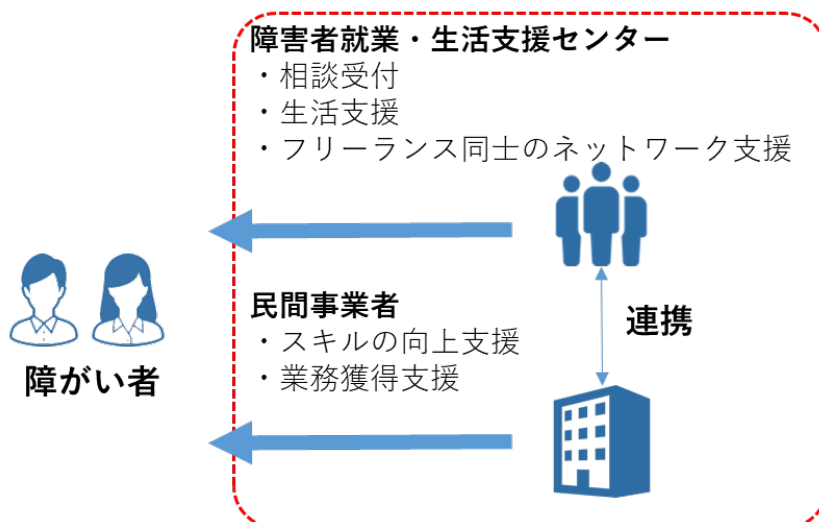 障害者就業・生活支援センター
・相談受付
・生活支援
・フリーランス同士のネットワーク支援
民間事業者
・スキルの向上支援
・業務獲得支援
連携
障がい者